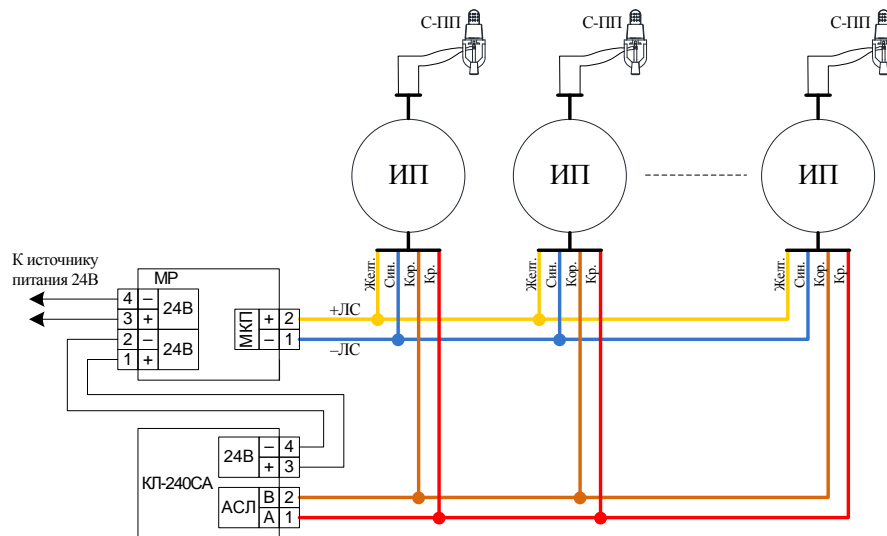 С-ПП
С-ПП
С-ПП
ИП
ИП
ИП
Желт.
Син.
Кор.
Кр.
Желт.
Син.
Кор.
Кр.
Желт.
Син.
Кор.
Кр.
К источнику
питания 24В
МР
4 – 24В
3 +
2 – 24В
1 +
МКП + 2
– 1
+ЛС
–ЛС
КЛ-240СА
24В – 4
+ 3
АСЛ B 2
A 1